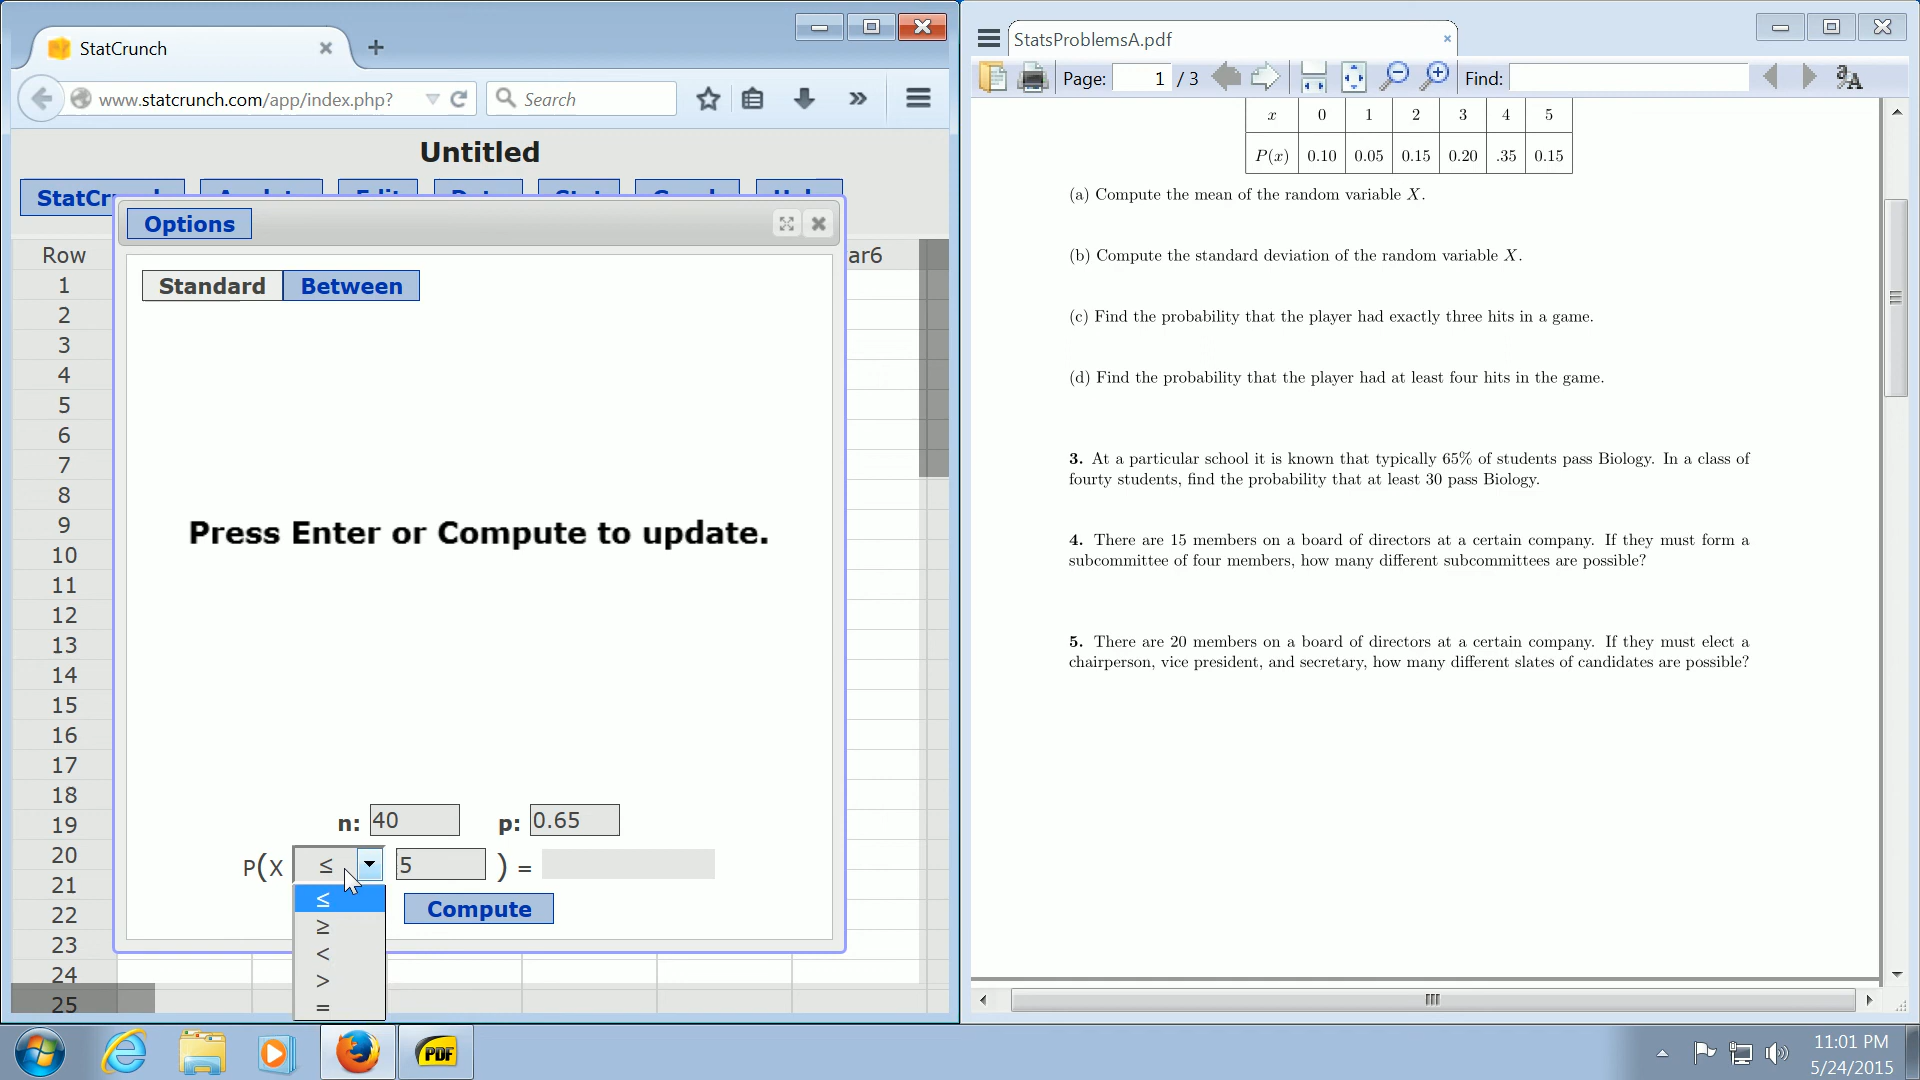 StatCrunch
www.statcrunch.com/app/index.php?
Search
Untitled
StatCrunch Applets Edit Data Stat Graph Help
Options
Row
ar6
Standard Between
1
2
3
4
5
6
7
8
9
10
11
12
13
14
15
16
17
18
19
20
21
22
23
24
25
Press Enter or Compute to update.
n: 40 p: 0.65
P(X ≤ 5 ) =
≤
≥
<
>
=
Compute
StatsProblemsA.pdf
Page: 1 / 3 Find:
x 0 1 2 3 4 5
P(x) 0.10 0.05 0.15 0.20 .35 0.15
(a) Compute the mean of the random variable X.
(b) Compute the standard deviation of the random variable X.
(c) Find the probability that the player had exactly three hits in a game.
(d) Find the probability that the player had at least four hits in the game.
3. At a particular school it is known that typically 65% of students pass Biology. In a class of
fourty students, find the probability that at least 30 pass Biology.
4. There are 15 members on a board of directors at a certain company. If they must form a
subcommittee of four members, how many different subcommittees are possible?
5. There are 20 members on a board of directors at a certain company. If they must elect a
chairperson, vice president, and secretary, how many different slates of candidates are possible?
PDF
11:01 PM
5/24/2015